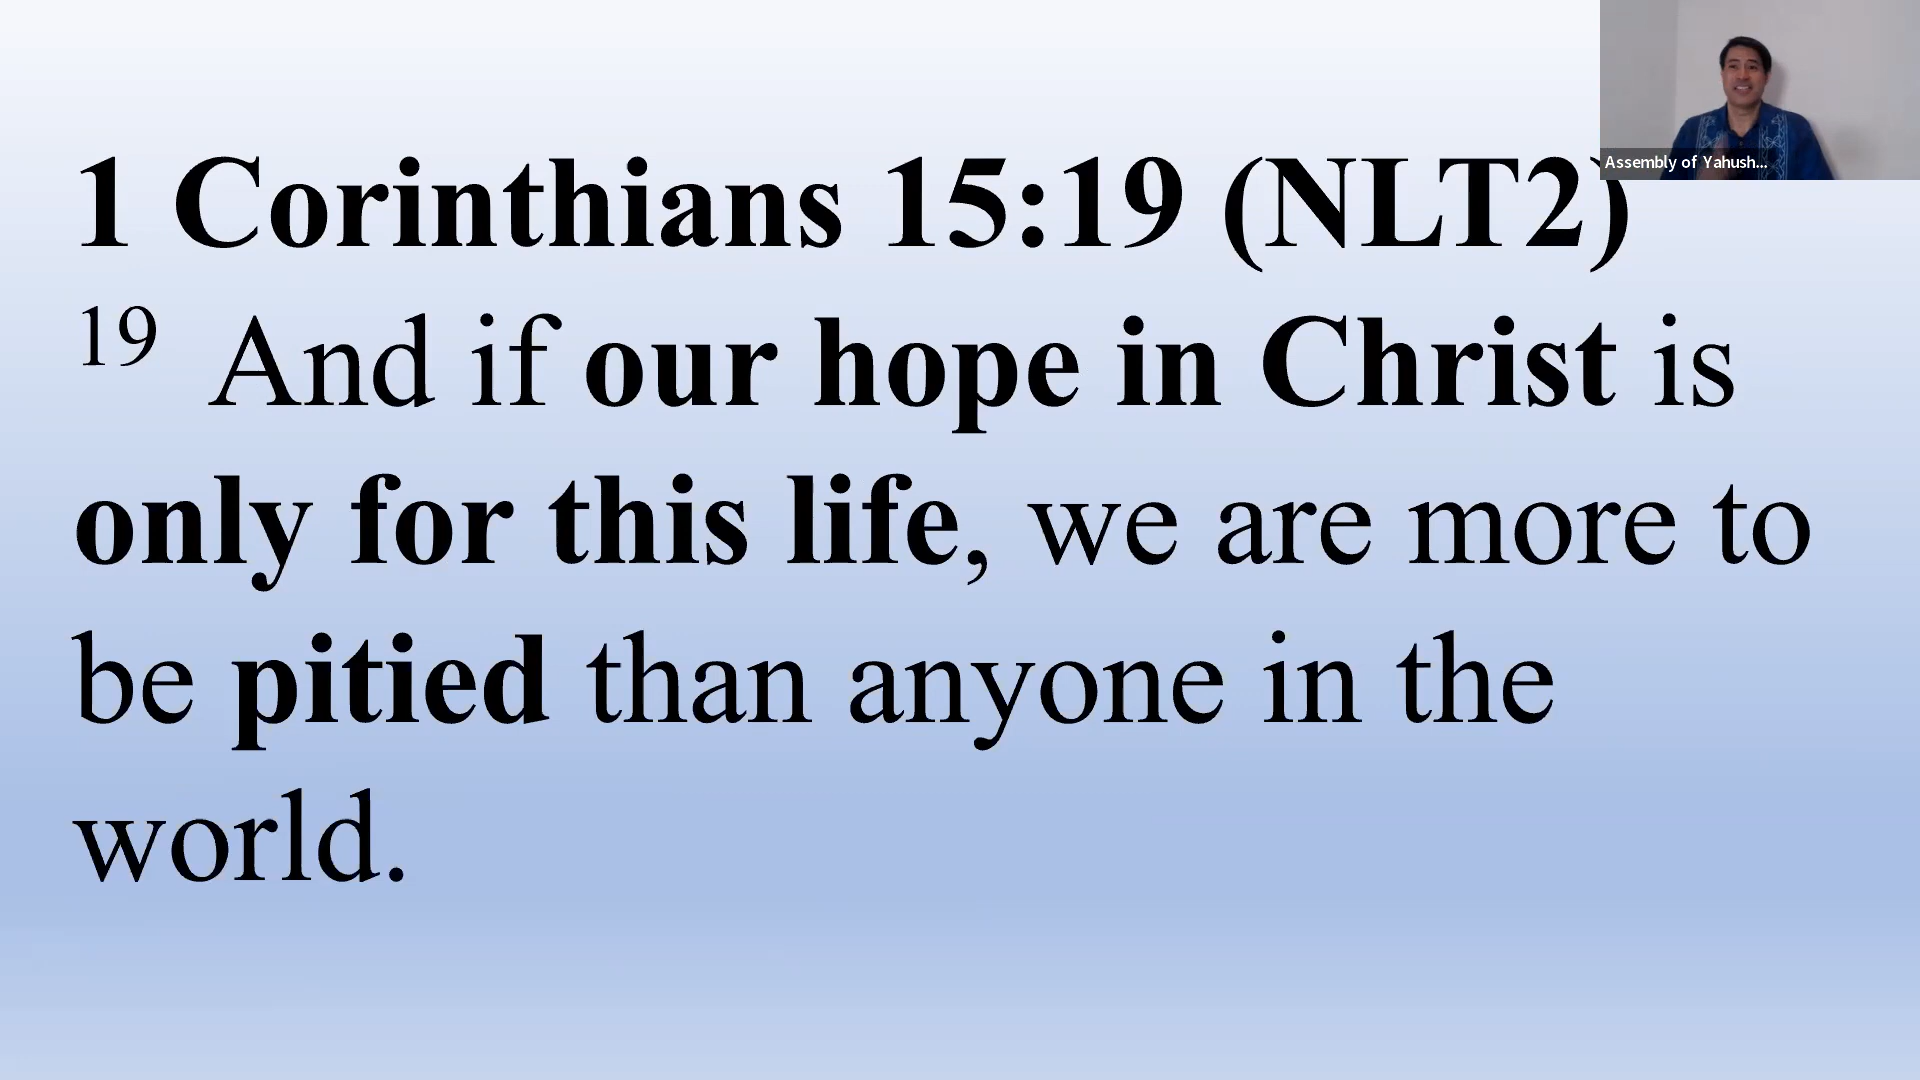 Assembly of Yahush...
1 Corinthians 15:19 (NLT2)
19 And if our hope in Christ is
only for this life, we are more to
be pitied than anyone in the
world.